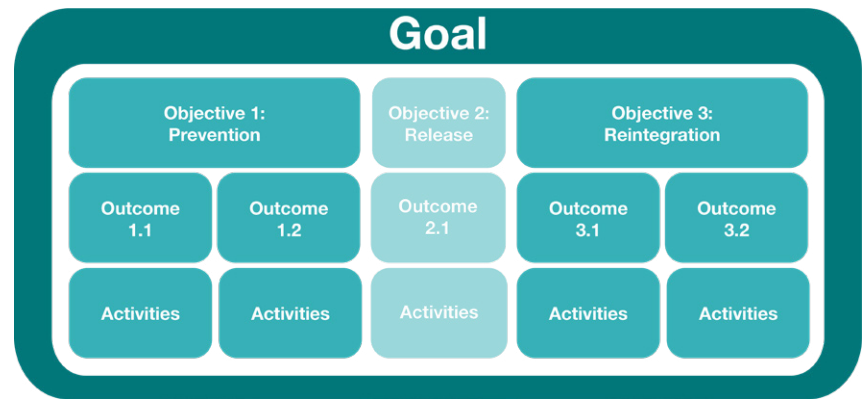 Goal
Objective 1:
Prevention
Objective 2:
Release
Objective 3:
Reintegration
Outcome
1.1
Outcome
1.2
Outcome
2.1
Outcome
3.1
Outcome
3.2
Activities
Activities
Activities
Activities
Activities